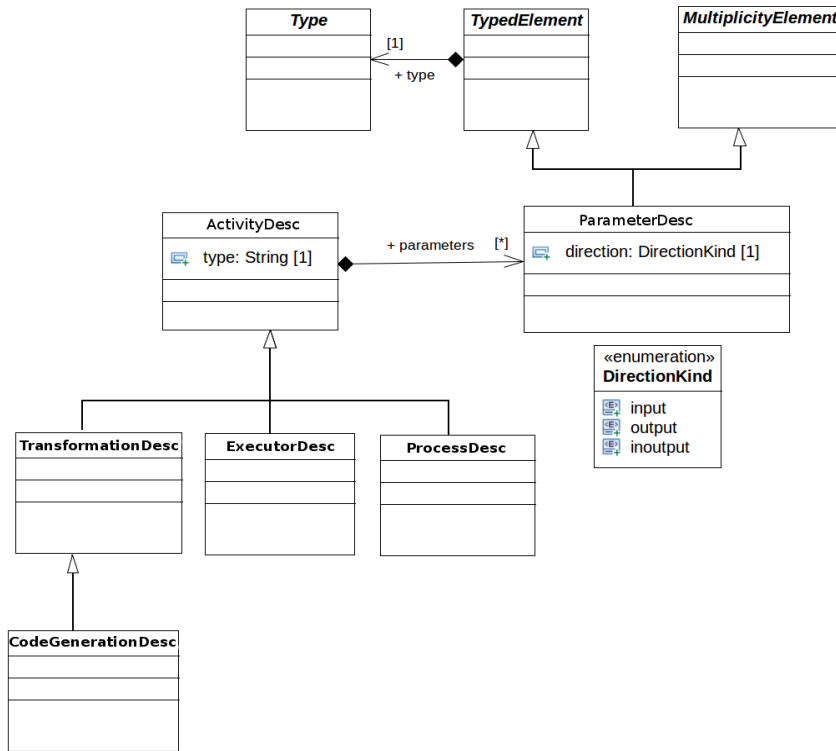 Type
TypedElement
MultiplicityElement
[1]
+ type
ActivityDesc
type: String [1]
+ parameters
[*]
ParameterDesc
direction: DirectionKind [1]
«enumeration»
DirectionKind
input
output
inoutput
TransformationDesc
ExecutorDesc
ProcessDesc
CodeGenerationDesc